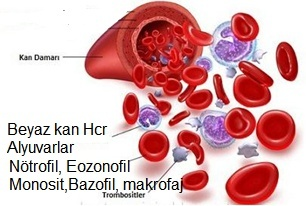 Kan Damarı
Beyaz kan Hcr
Alyuvarlar
Nötrofil, Eozonofil
Monosit,Bazofil, makrofaj
Trombositler